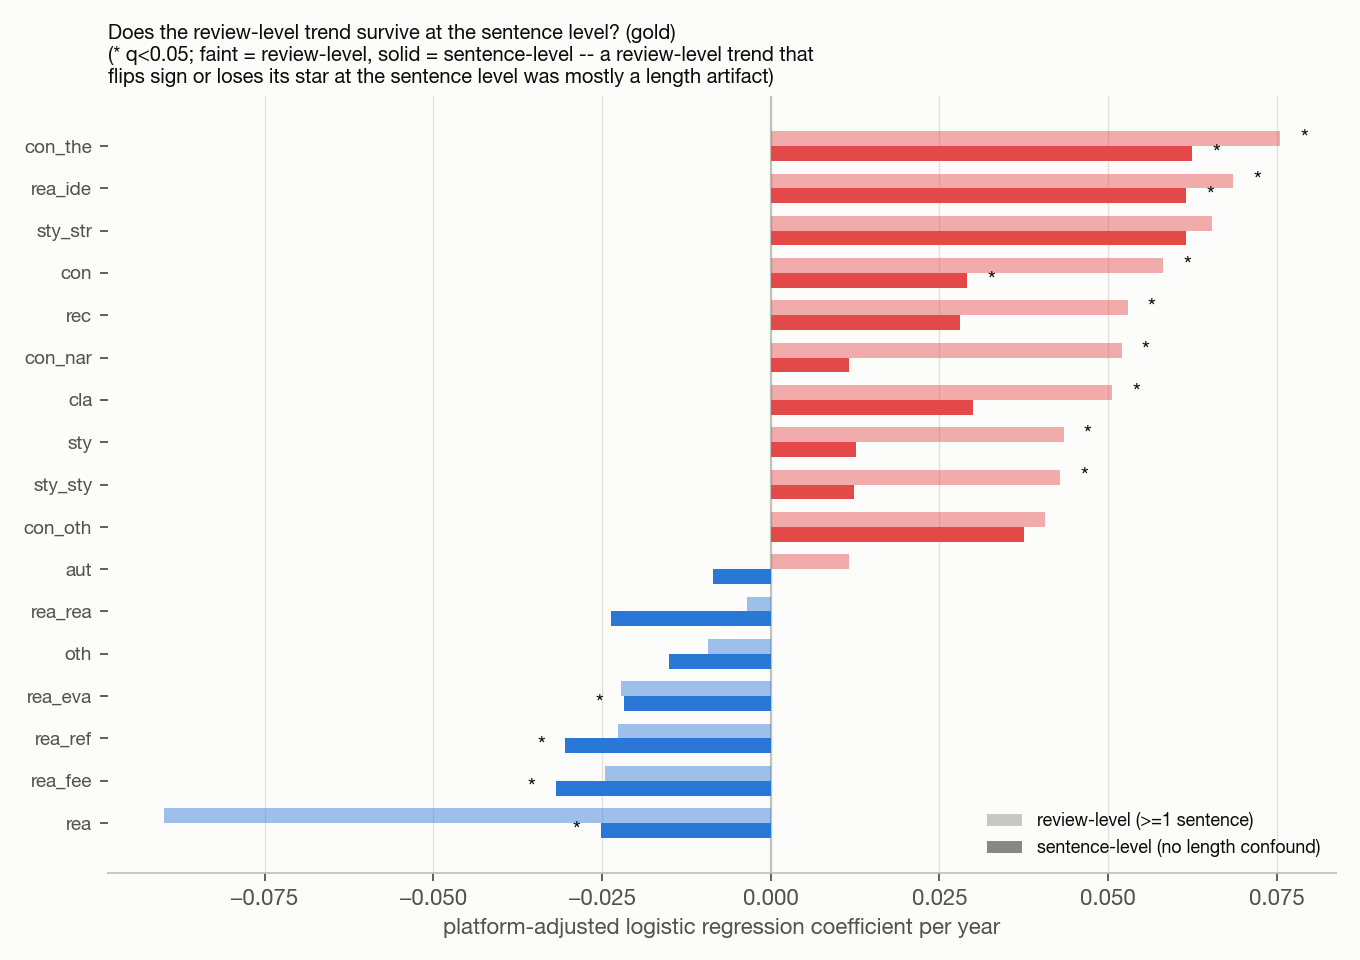 Does the review-level trend survive at the sentence level? (gold)
(* q<0.05; faint = review-level, solid = sentence-level -- a review-level trend that
flips sign or loses its star at the sentence level was mostly a length artifact)
con_the
*
*
rea_ide
*
*
sty_str
con
*
*
rec
*
con_nar
*
cla
*
sty
*
sty_sty
*
con_oth
aut
rea_rea
oth
rea_eva
*
rea_ref
*
rea_fee
*
rea
*
review-level (>=1 sentence)
sentence-level (no length confound)
−0.075 −0.050 −0.025 0.000 0.025 0.050 0.075
platform-adjusted logistic regression coefficient per year